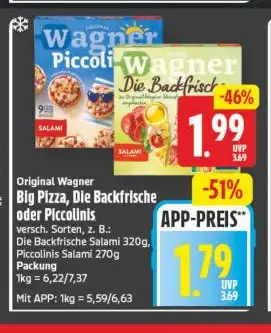 Wagner
Piccoli
Wagner
Die Backfrisch
9
SALAMI
SALAMI
-46%
1.99
UVP
3.69
Original Wagner
Big Pizza, Die Backfrische
oder Piccolinis
versch. Sorten, z. B.:
Die Backfrische Salami 320g,
Piccolinis Salami 270g
Packung
1kg = 6,22/7,37
Mit APP: 1kg = 5,59/6,63
-51%
APP-PREIS**
1.79
UVP
3.69